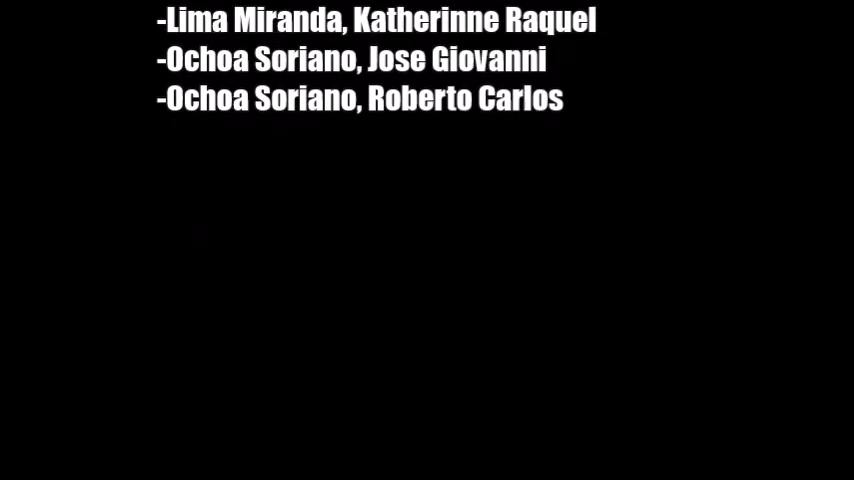 -Lima Miranda, Katherinne Raquel
-Ochoa Soriano, Jose Giovanni
-Ochoa Soriano, Roberto Carlos